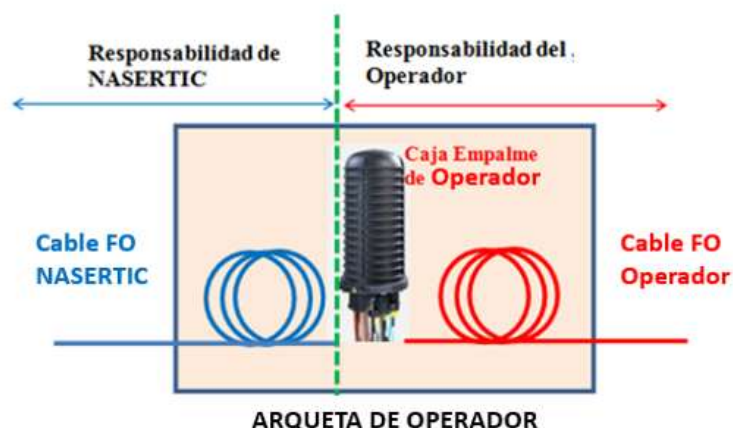 Responsabilidad de
NASERTIC
Responsabilidad del .
Operador
Caja Empalme
de Operador
Cable FO
NASERTIC
Cable FO
Operador
ARQUETA DE OPERADOR